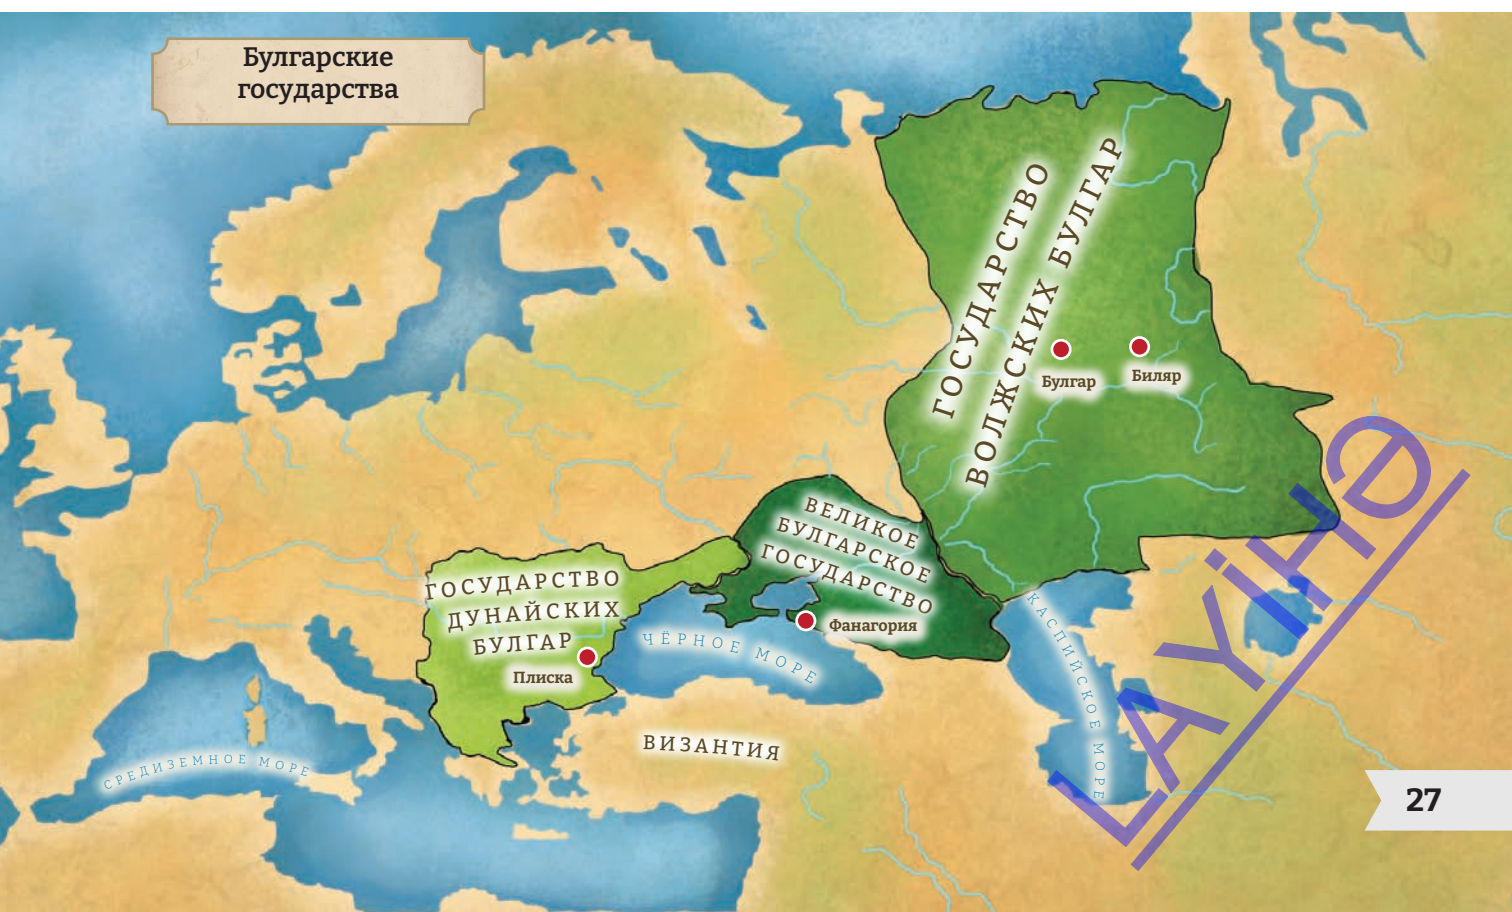 Булгарские
государства
ГОСУДАРСТВО
ВОЛЖСКИХ БУЛГАР
Булгар
Биляр
ВЕЛИКОЕ
БУЛГАРСКОЕ
ГОСУДАРСТВО
Фанагория
ГОСУДАРСТВО
ДУНАЙСКИХ
БУЛГАР
Плиска
ЧЁРНОЕ МОРЕ
КАСПИЙСКОЕ МОРЕ
ВИЗАНТИЯ
СРЕДИЗЕМНОЕ МОРЕ
LAYİHƏ
27